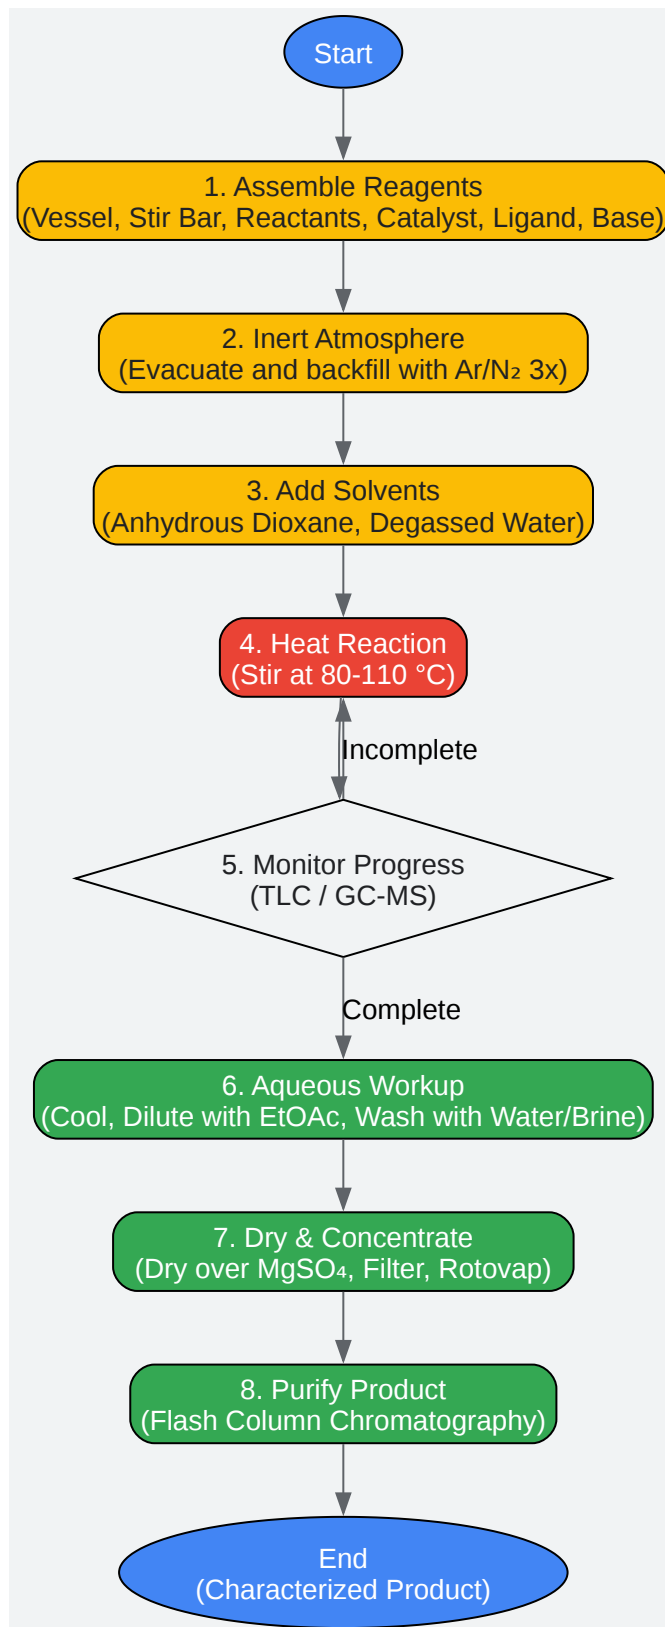 Start
1. Assemble Reagents
(Vessel, Stir Bar, Reactants, Catalyst, Ligand, Base)
2. Inert Atmosphere
(Evacuate and backfill with Ar/N₂ 3x)
3. Add Solvents
(Anhydrous Dioxane, Degassed Water)
4. Heat Reaction
(Stir at 80-110 °C)
Incomplete
5. Monitor Progress
(TLC / GC-MS)
Complete
6. Aqueous Workup
(Cool, Dilute with EtOAc, Wash with Water/Brine)
7. Dry & Concentrate
(Dry over MgSO₄, Filter, Rotovap)
8. Purify Product
(Flash Column Chromatography)
End
(Characterized Product)